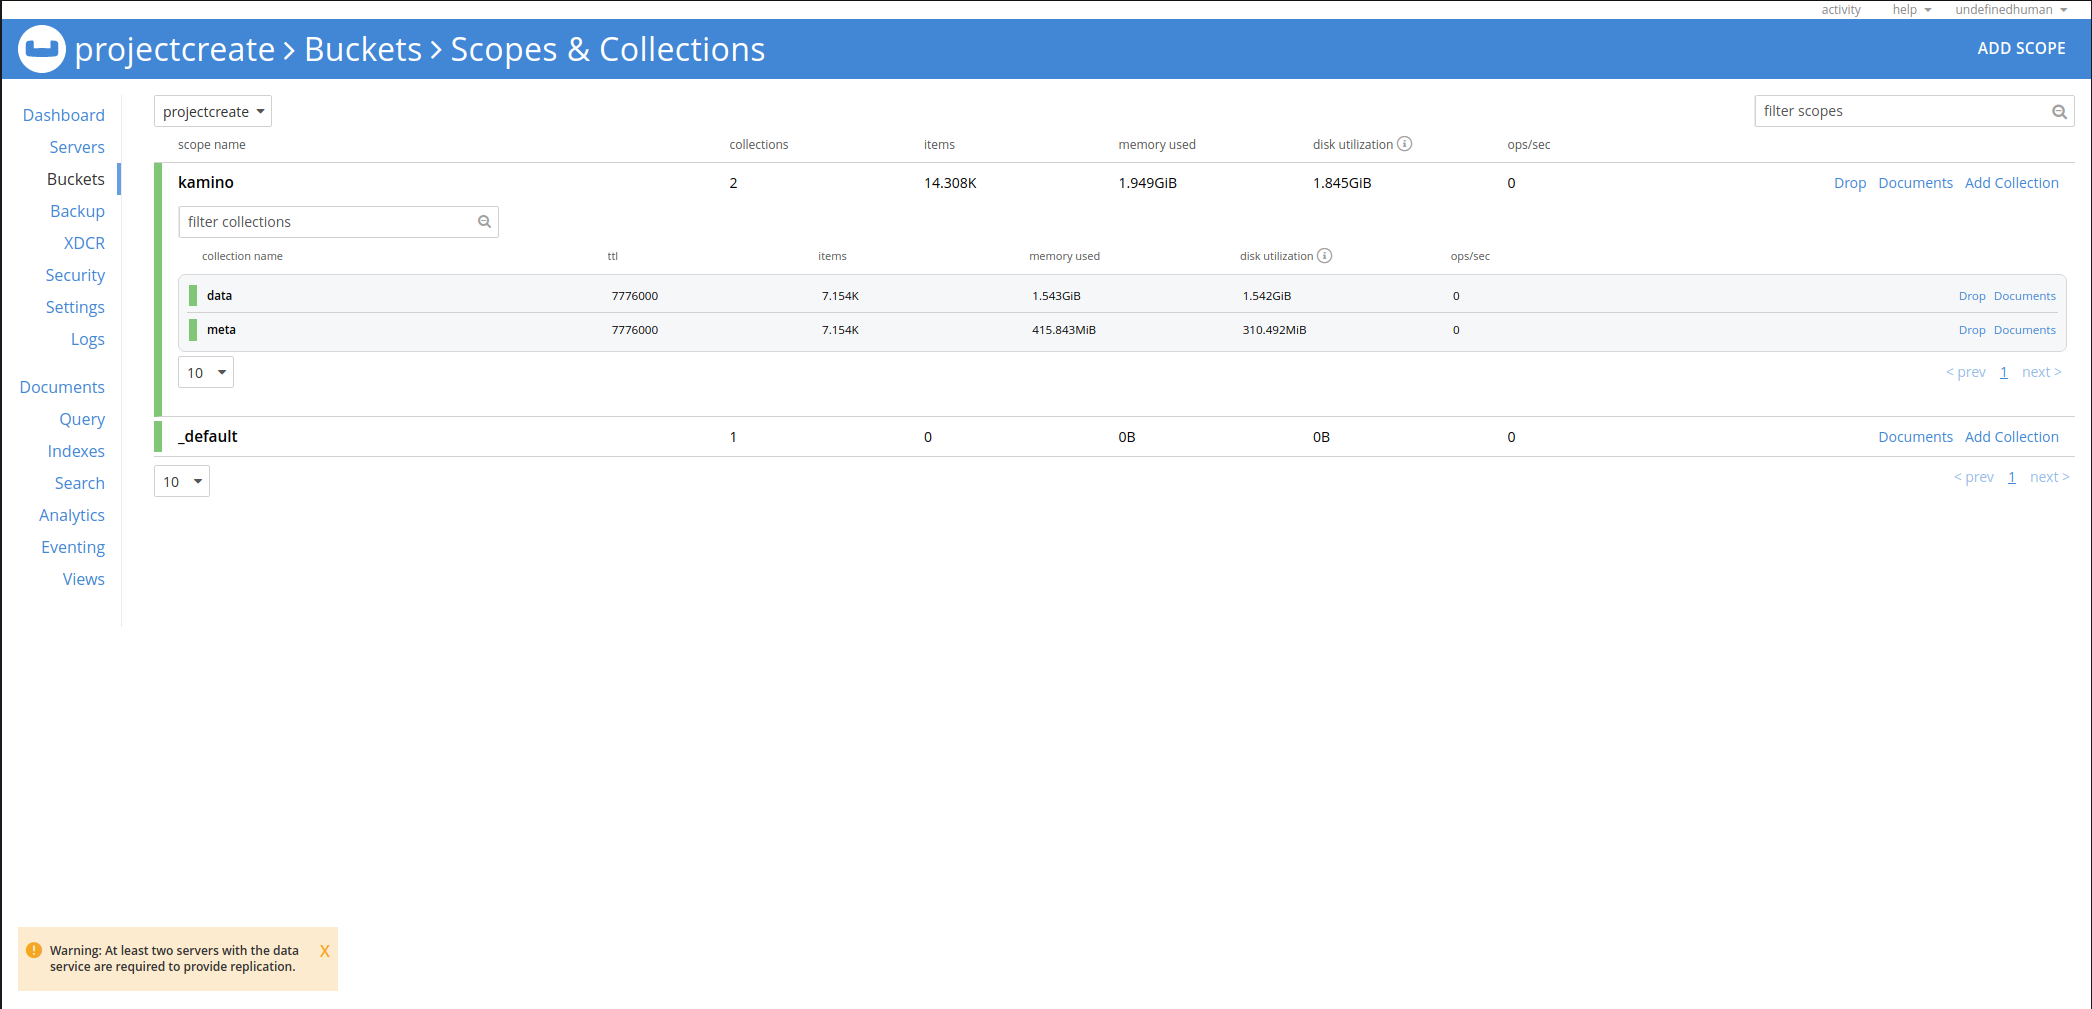 activity help undefinedhuman
projectcreate > Buckets > Scopes & Collections ADD SCOPE
Dashboard
Servers
Buckets
Backup
XDCR
Security
Settings
Logs
Documents
Query
Indexes
Search
Analytics
Eventing
Views
projectcreate filter scopes
scope name collections items memory used disk utilization ops/sec
kamino 2 14.308K 1.949GiB 1.845GiB 0 Drop Documents Add Collection
filter collections
collection name ttl items memory used disk utilization ops/sec
data 7776000 7.154K 1.543GiB 1.542GiB 0 Drop Documents
meta 7776000 7.154K 415.843MiB 310.492MiB 0 Drop Documents
10 < prev 1 next >
_default 1 0 0B 0B 0 Documents Add Collection
10 < prev 1 next >
Warning: At least two servers with the data X
service are required to provide replication.